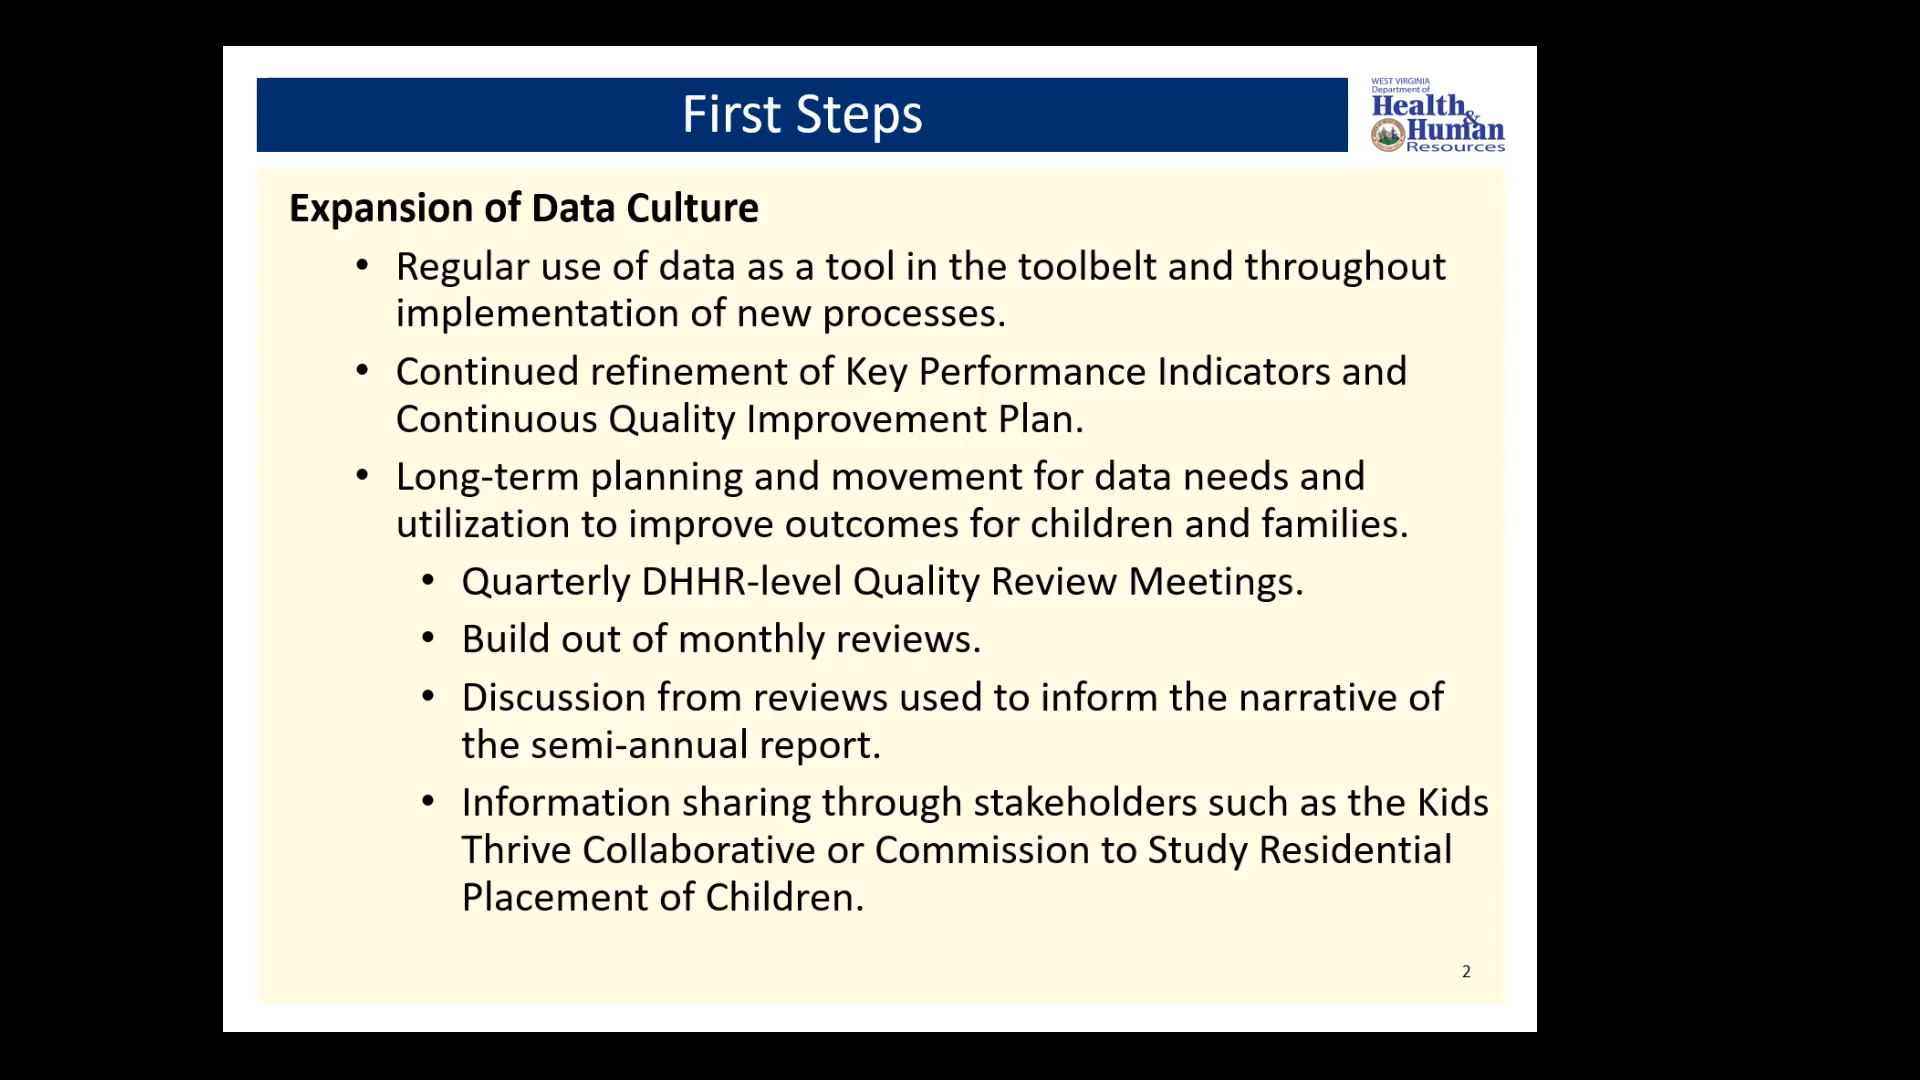 First Steps
WEST VIRGINIA
Department of
Health &
Human
Resources
Expansion of Data Culture
• Regular use of data as a tool in the toolbelt and throughout
implementation of new processes.
• Continued refinement of Key Performance Indicators and
Continuous Quality Improvement Plan.
• Long-term planning and movement for data needs and
utilization to improve outcomes for children and families.
• Quarterly DHHR-level Quality Review Meetings.
• Build out of monthly reviews.
• Discussion from reviews used to inform the narrative of
the semi-annual report.
• Information sharing through stakeholders such as the Kids
Thrive Collaborative or Commission to Study Residential
Placement of Children.
2